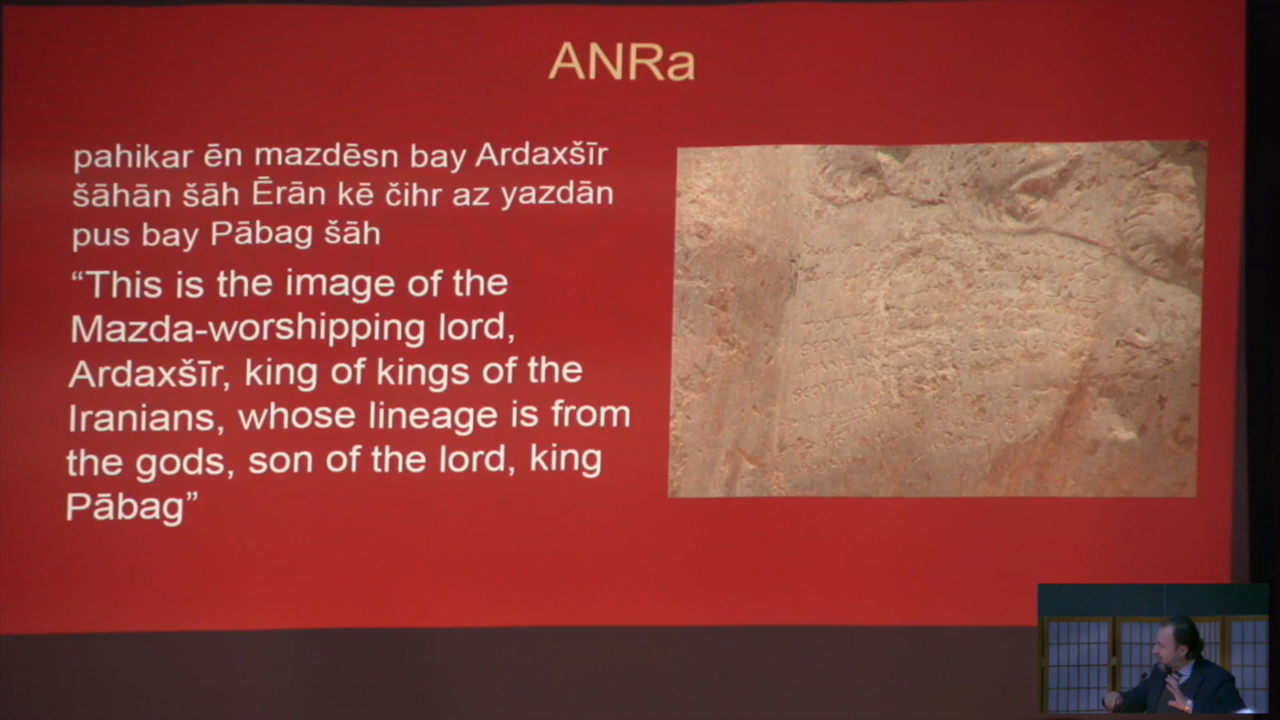 ANRa
pahikar ēn mazdēsn bay Ardaxšīr
šāhān šāh Ērān kē čihr az yazdān
pus bay Pābag šāh
“This is the image of the
Mazda-worshipping lord,
Ardaxšīr, king of kings of the
Iranians, whose lineage is from
the gods, son of the lord, king
Pābag”